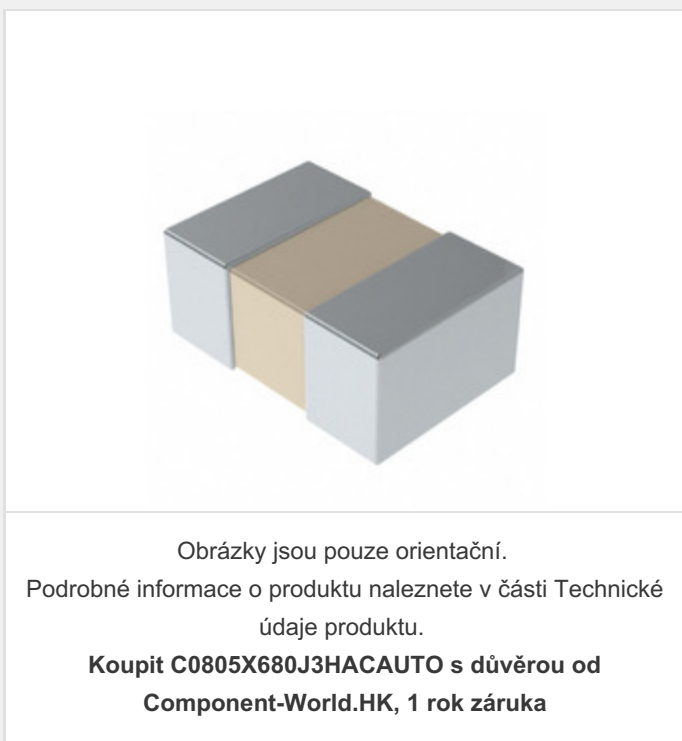 Obrázky jsou pouze orientační.
Podrobné informace o produktu naleznete v části Technické
údaje produktu.
Koupit C0805X680J3HACAUTO s důvěrou od
Component-World.HK, 1 rok záruka